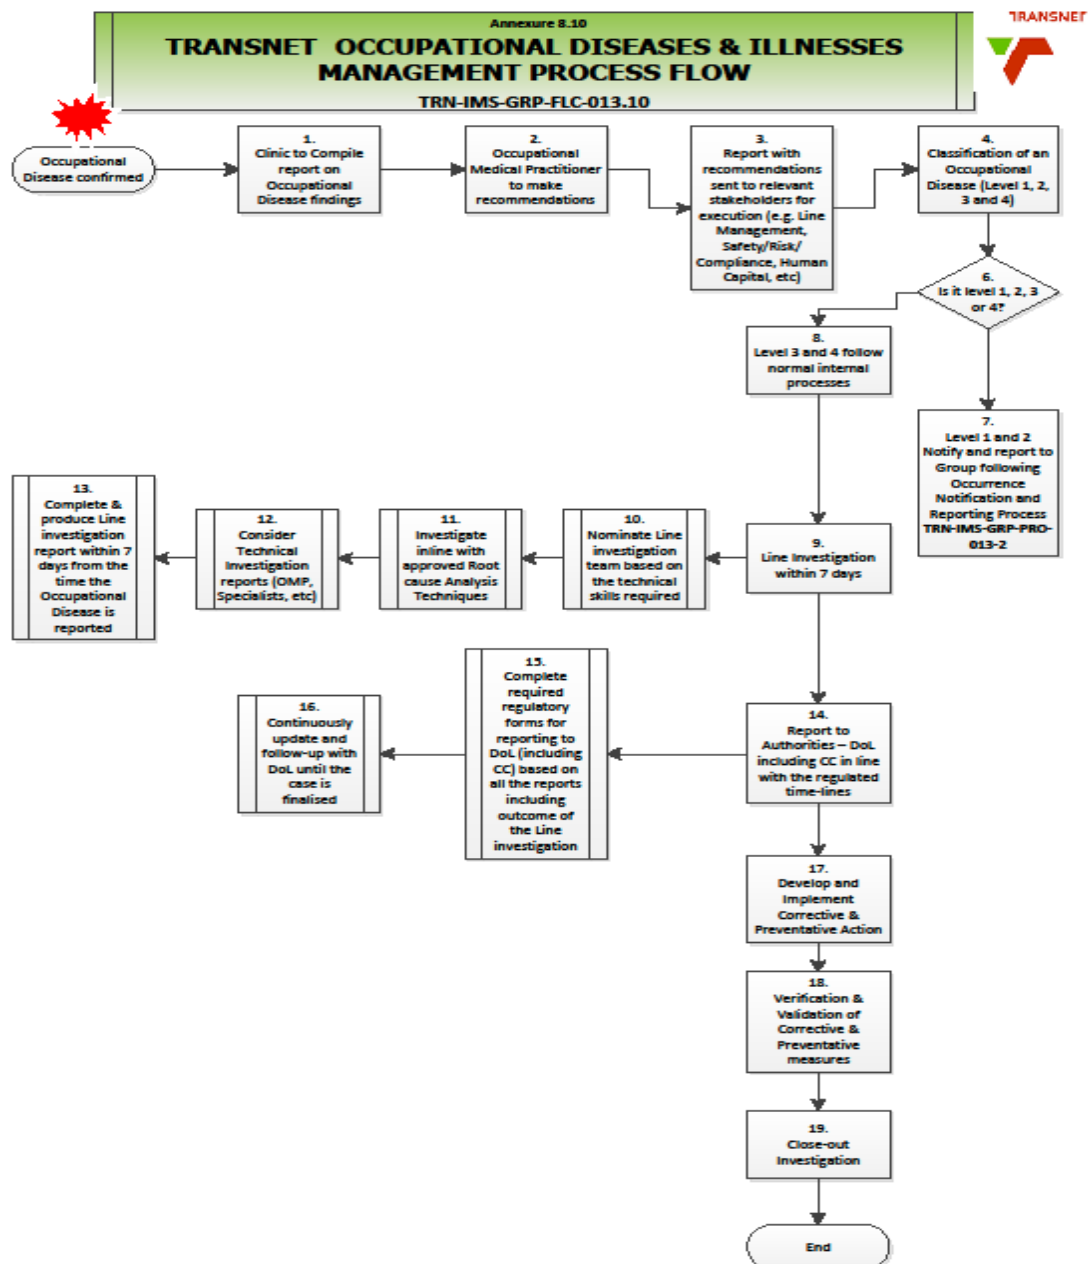 Annexure 8.10
TRANSNET OCCUPATIONAL DISEASES & ILLNESSES
MANAGEMENT PROCESS FLOW
TRN-IMS-GRP-FLC-013.10
TRANSNET
Occupational
Disease confirmed
1.
Clinic to Compile
report on
Occupational
Disease findings
2.
Occupational
Medical Practitioner
to make
recommendations
3.
Report with
recommendations
sent to relevant
stakeholders for
execution (e.g. Line
Management,
Safety/Risk/
Compliance, Human
Capital, etc)
4.
Classification of an
Occupational
Disease (Level 1, 2,
3 and 4)
6.
Is it level 1, 2, 3
or 4?
8.
Level 3 and 4 follow
normal internal
processes
7.
Level 1 and 2
Notify and report to
Group following
Occurrence
Notification and
Reporting Process
TRN-IMS-GRP-PRO-
013-2
9.
Line Investigation
within 7 days
10.
Nominate Line
investigation
team based on
the technical
skills required
11.
Investigate
inline with
approved Root
cause Analysis
Techniques
12.
Consider
Technical
Investigation
reports (OMP,
Specialists, etc)
13.
Complete &
produce Line
investigation
report within 7
days from the
time the
Occupational
Disease is
reported
14.
Report to
Authorities – DoL
including CC in line
with the regulated
time-lines
15.
Complete
required
regulatory
forms for
reporting to
DoL (including
CC) based on
all the reports
including
outcome of
the Line
investigation
16.
Continuously
update and
follow-up with
DoL until the
case is
finalised
17.
Develop and
Implement
Corrective &
Preventative Action
18.
Verification &
Validation of
Corrective &
Preventative
measures
19.
Close-out
Investigation
End